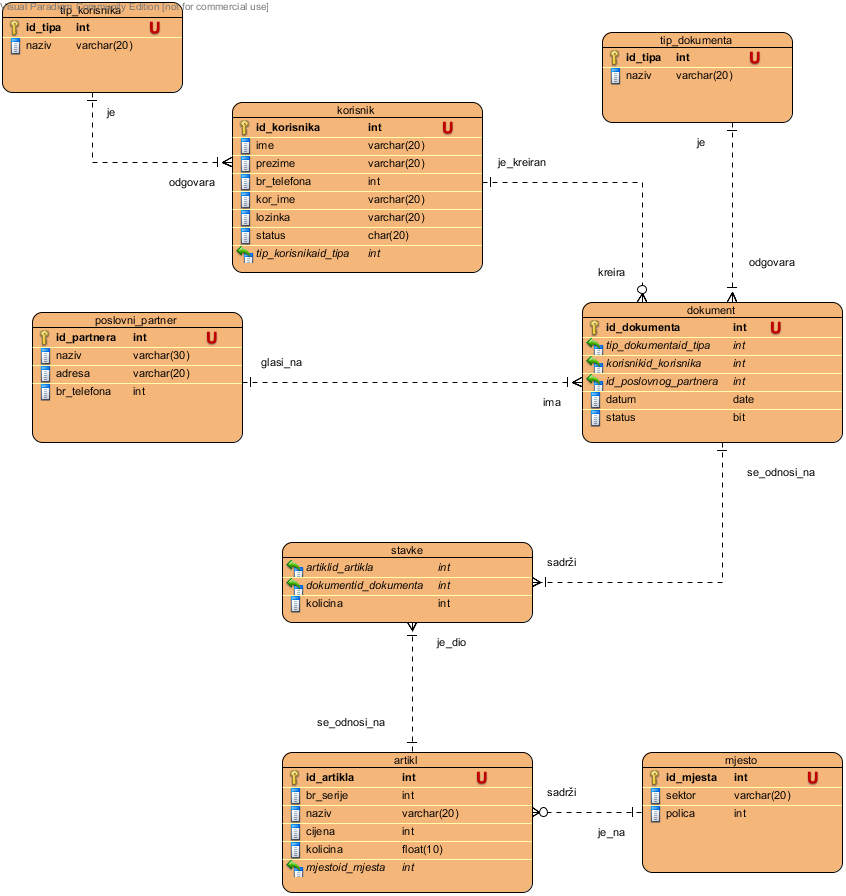 Visual Paradigm Community Edition [not for commercial use]
tip_korisnika
id_tipa int U
naziv varchar(20)
je
odgovara
korisnik
id_korisnika int U
ime varchar(20)
prezime varchar(20)
br_telefona int
kor_ime varchar(20)
lozinka varchar(20)
status char(20)
tip_korisnikaid_tipa int
je_kreiran
kreira
tip_dokumenta
id_tipa int U
naziv varchar(20)
je
odgovara
poslovni_partner
id_partnera int U
naziv varchar(30)
adresa varchar(20)
br_telefona int
glasi_na
ima
dokument
id_dokumenta int U
tip_dokumentaid_tipa int
korisnikid_korisnika int
id_poslovnog_partnera int
datum date
status bit
se_odnosi_na
sadrži
stavke
artiklid_artikla int
dokumentid_dokumenta int
kolicina int
je_dio
se_odnosi_na
artikl
id_artikla int U
br_serije int
naziv varchar(20)
cijena int
kolicina float(10)
mjestoid_mjesta int
sadrži
je_na
mjesto
id_mjesta int U
sektor varchar(20)
polica int